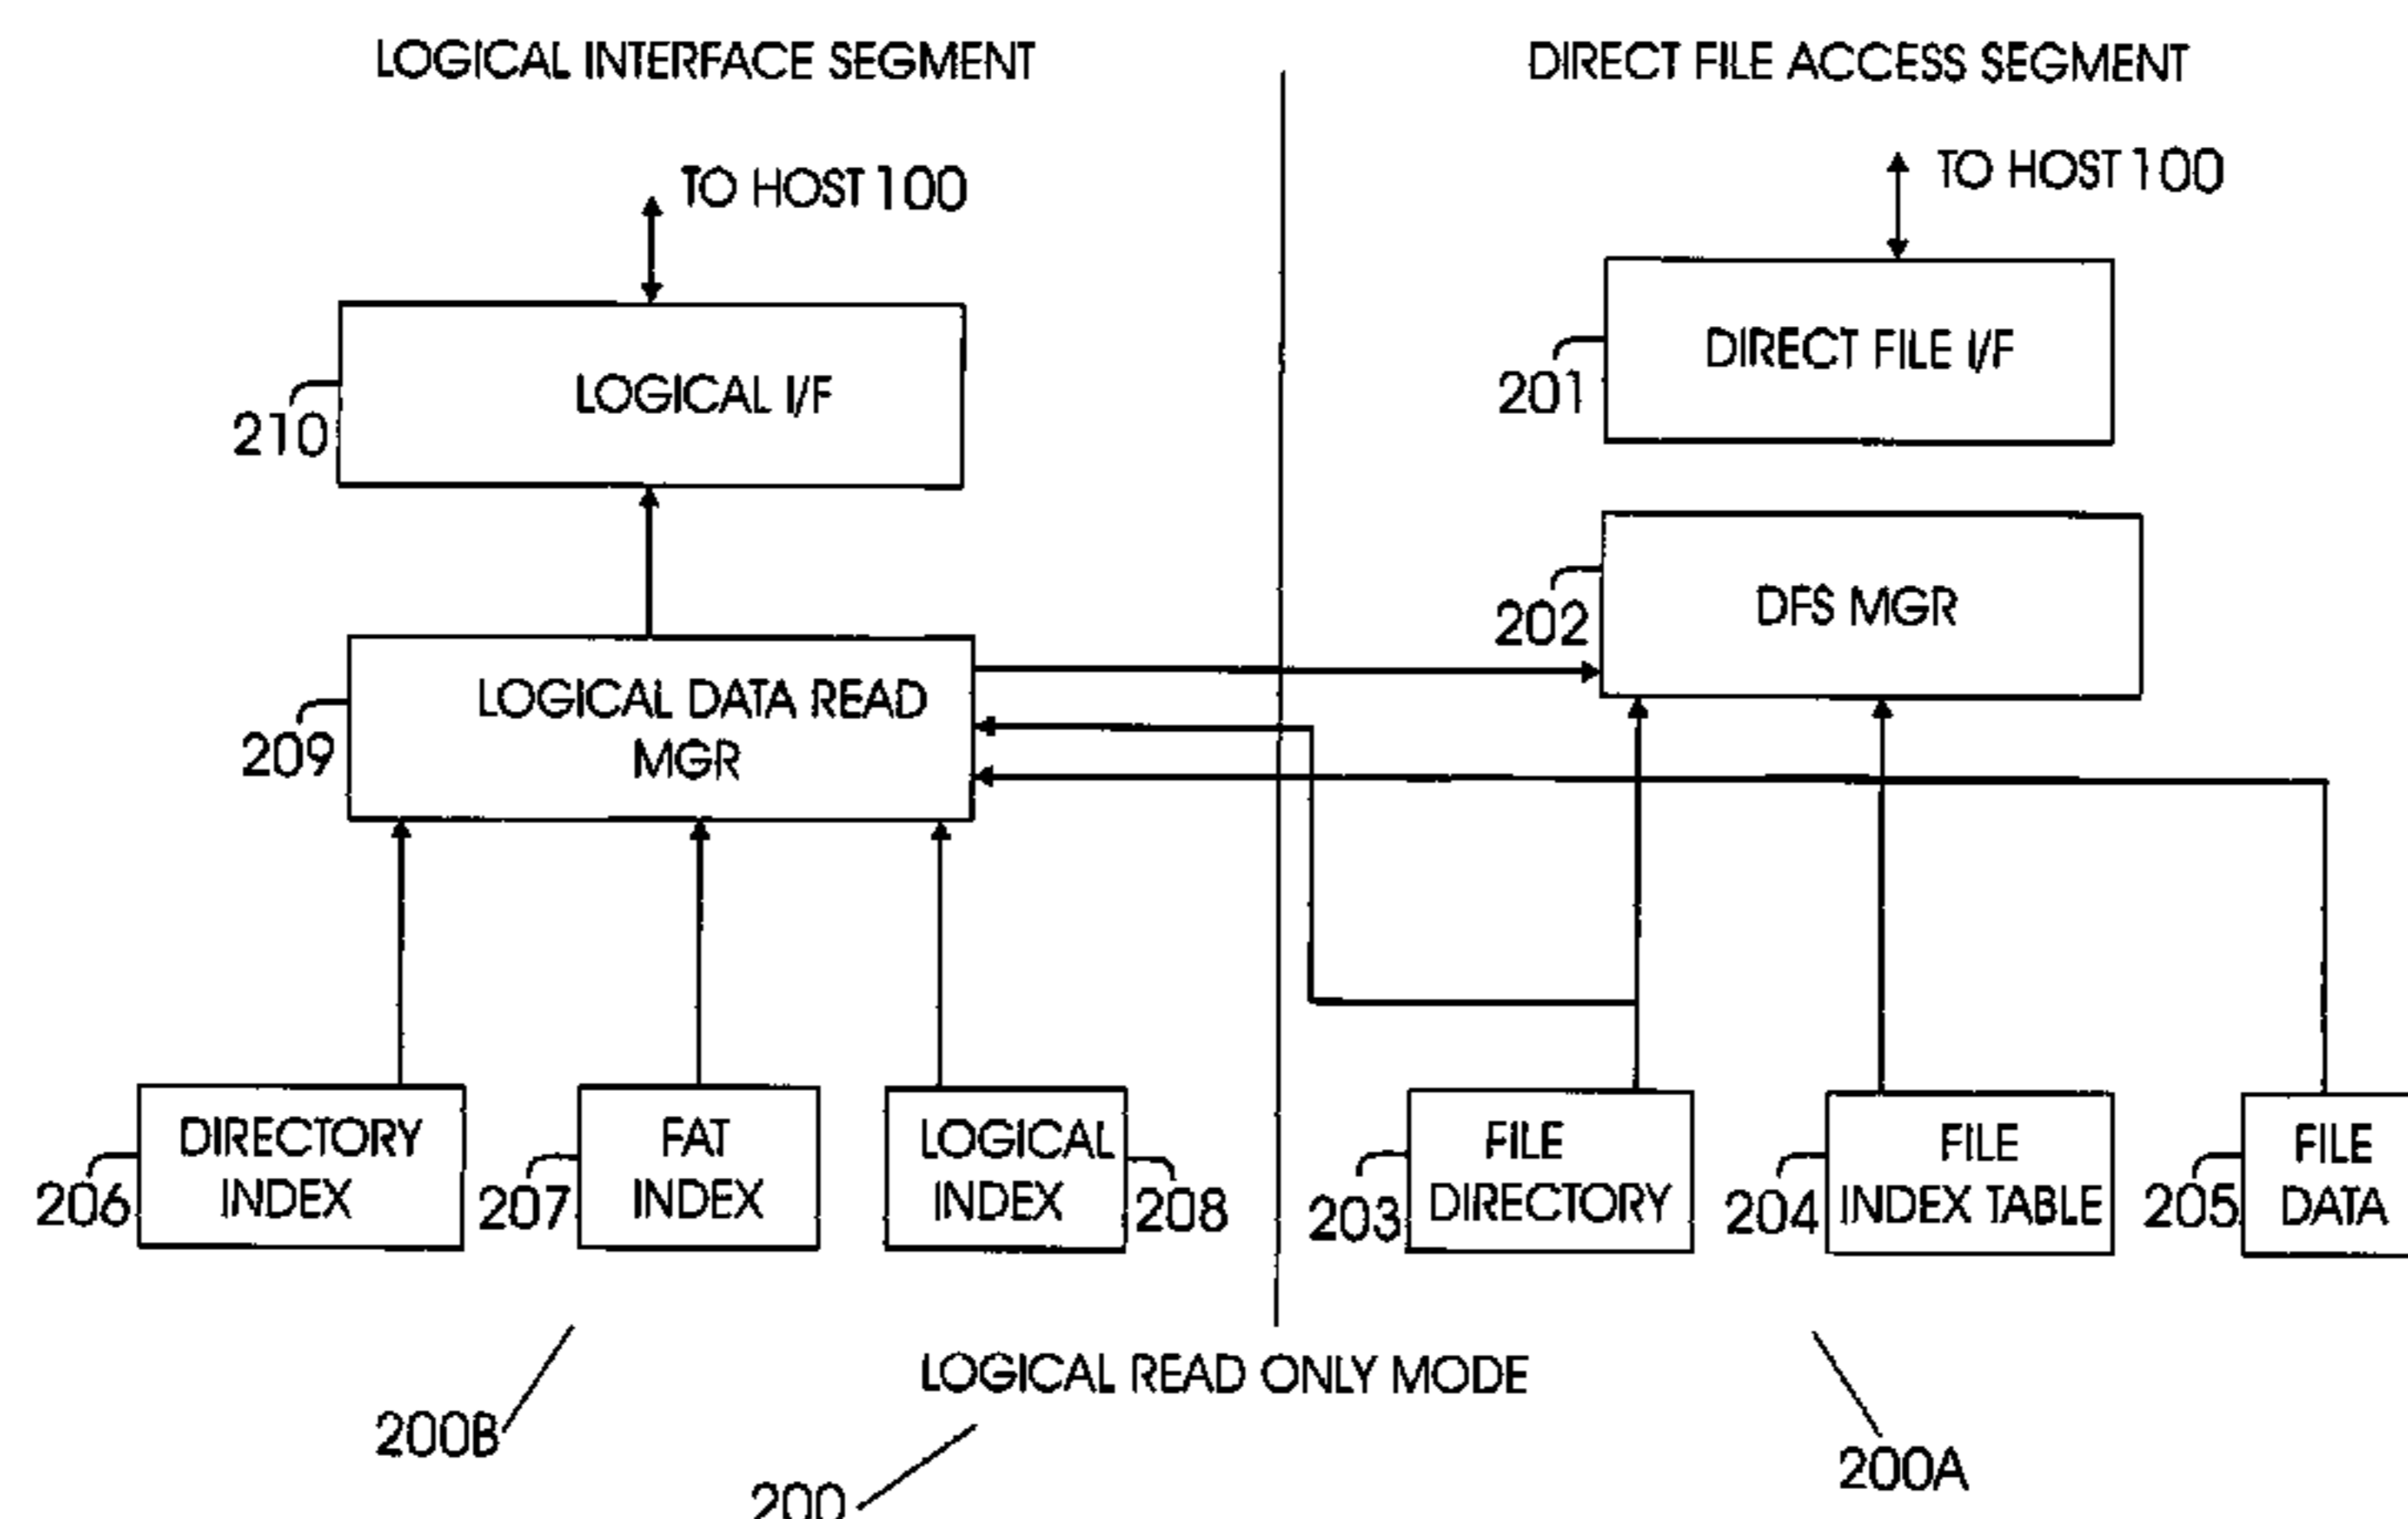 LOGICAL INTERFACE SEGMENT
DIRECT FILE ACCESS SEGMENT
TO HOST 100
TO HOST 100
DIRECT FILE I/F
201
LOGICAL I/F
210
DFS MGR
202
LOGICAL DATA READ
MGR
209
DIRECTORY
INDEX
206
FAT
INDEX
207
LOGICAL
INDEX
208
FILE
DIRECTORY
203
FILE
INDEX TABLE
204
FILE
DATA
205
LOGICAL READ ONLY MODE
200B
200A
200